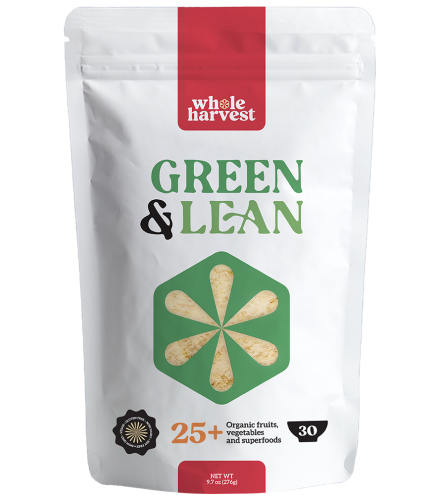 whole
harvest
GREEN
&LEAN
25+
Organic fruits,
vegetables
and superfoods
30
NET WT
9.7 oz (276g)